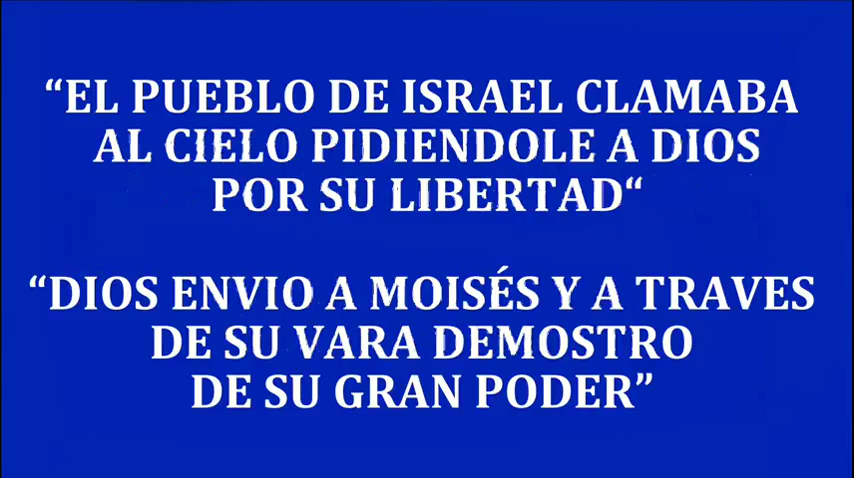 “EL PUEBLO DE ISRAEL CLAMABA
AL CIELO PIDIENDOLE A DIOS
POR SU LIBERTAD“
“DIOS ENVIO A MOISÉS Y A TRAVES
DE SU VARA DEMOSTRO
DE SU GRAN PODER”